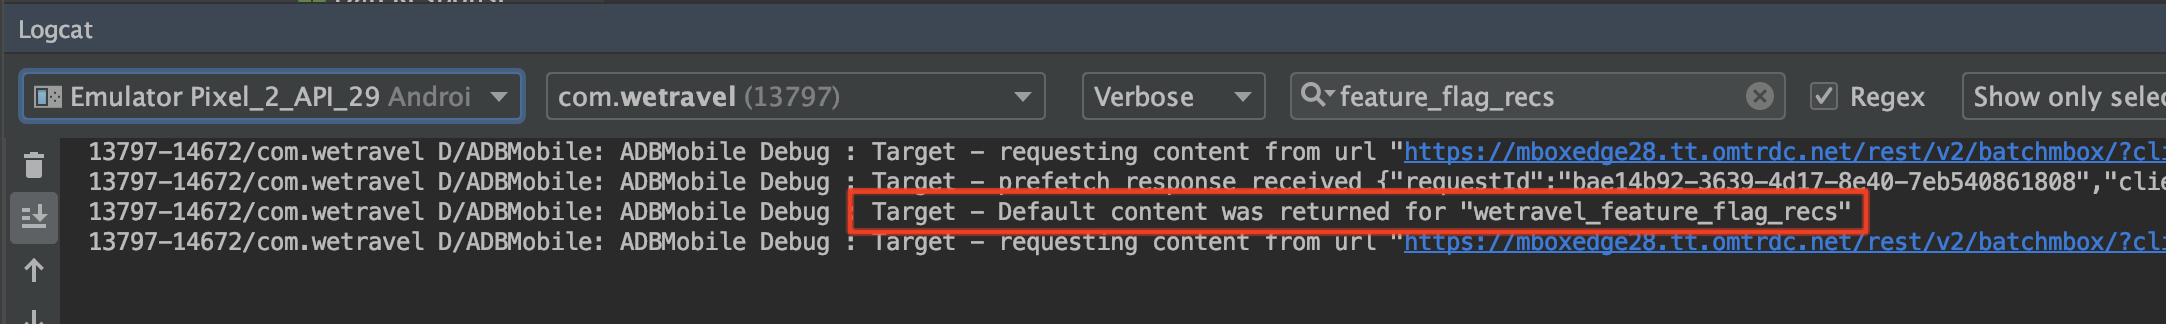 Logcat
Emulator Pixel_2_API_29 Androi com.wetravel (13797) Verbose feature_flag_recs Regex Show only selec
13797-14672/com.wetravel D/ADBMobile: ADBMobile Debug : Target - requesting content from url "https://mboxedge28.tt.omtrdc.net/rest/v2/batchmbox/?cli
13797-14672/com.wetravel D/ADBMobile: ADBMobile Debug : Target - prefetch response received {"requestId":"bae14b92-3639-4d17-8e40-7eb540861808","clie
13797-14672/com.wetravel D/ADBMobile: ADBMobile Debug : Target - Default content was returned for "wetravel_feature_flag_recs"
13797-14672/com.wetravel D/ADBMobile: ADBMobile Debug : Target - requesting content from url "https://mboxedge28.tt.omtrdc.net/rest/v2/batchmbox/?cli